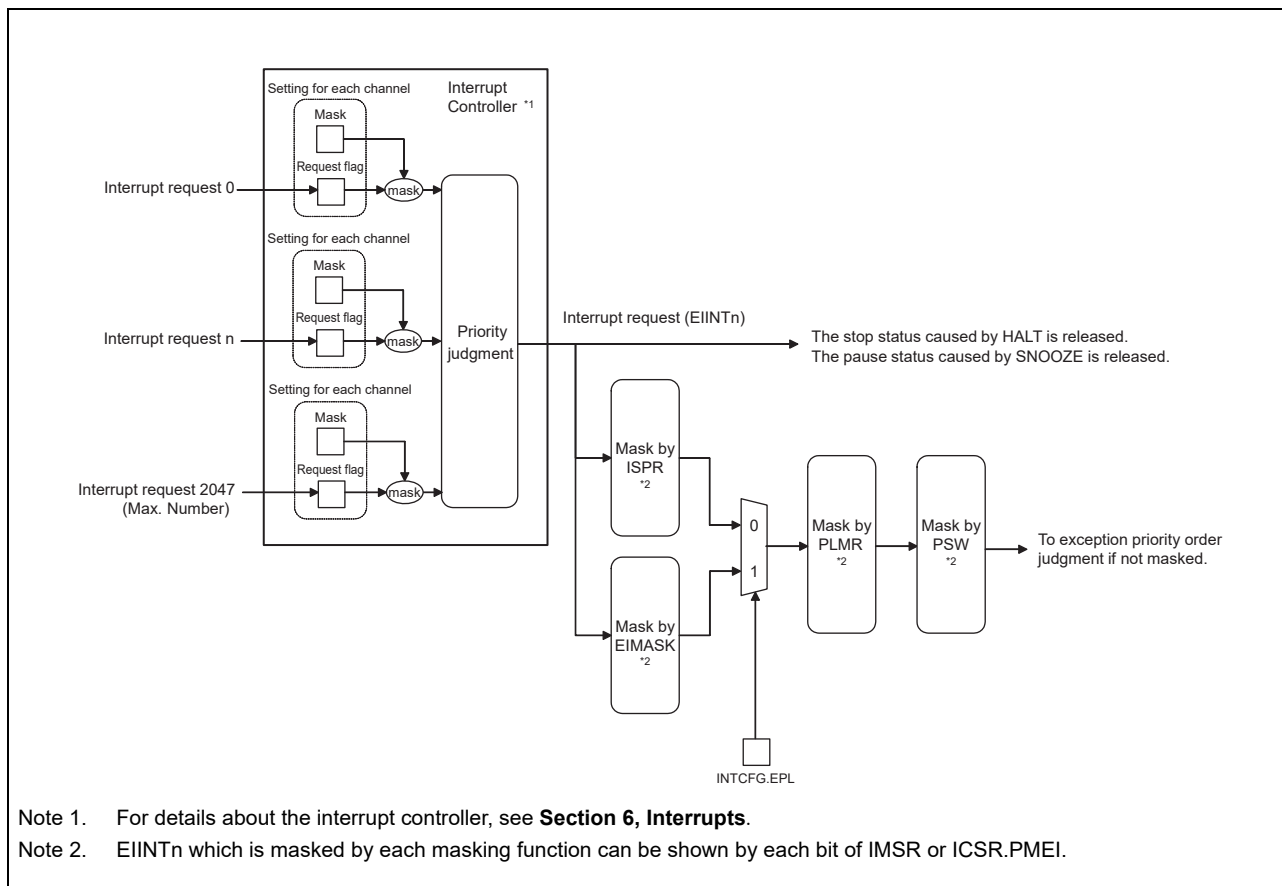 Setting for each channel
Interrupt
Controller *1
Mask
Request flag
Interrupt request 0
mask
Setting for each channel
Mask
Request flag
Interrupt request n
mask
Priority
judgment
Interrupt request (EIINTn)
The stop status caused by HALT is released.
The pause status caused by SNOOZE is released.
Setting for each channel
Mask
Request flag
Interrupt request 2047
(Max. Number)
mask
Mask by
ISPR
*2
0
1
Mask by
PLMR
*2
Mask by
PSW
*2
To exception priority order
judgment if not masked.
Mask by
EIMASK
*2
INTCFG.EPL
Note 1. For details about the interrupt controller, see Section 6, Interrupts.
Note 2. EIINTn which is masked by each masking function can be shown by each bit of IMSR or ICSR.PMEI.